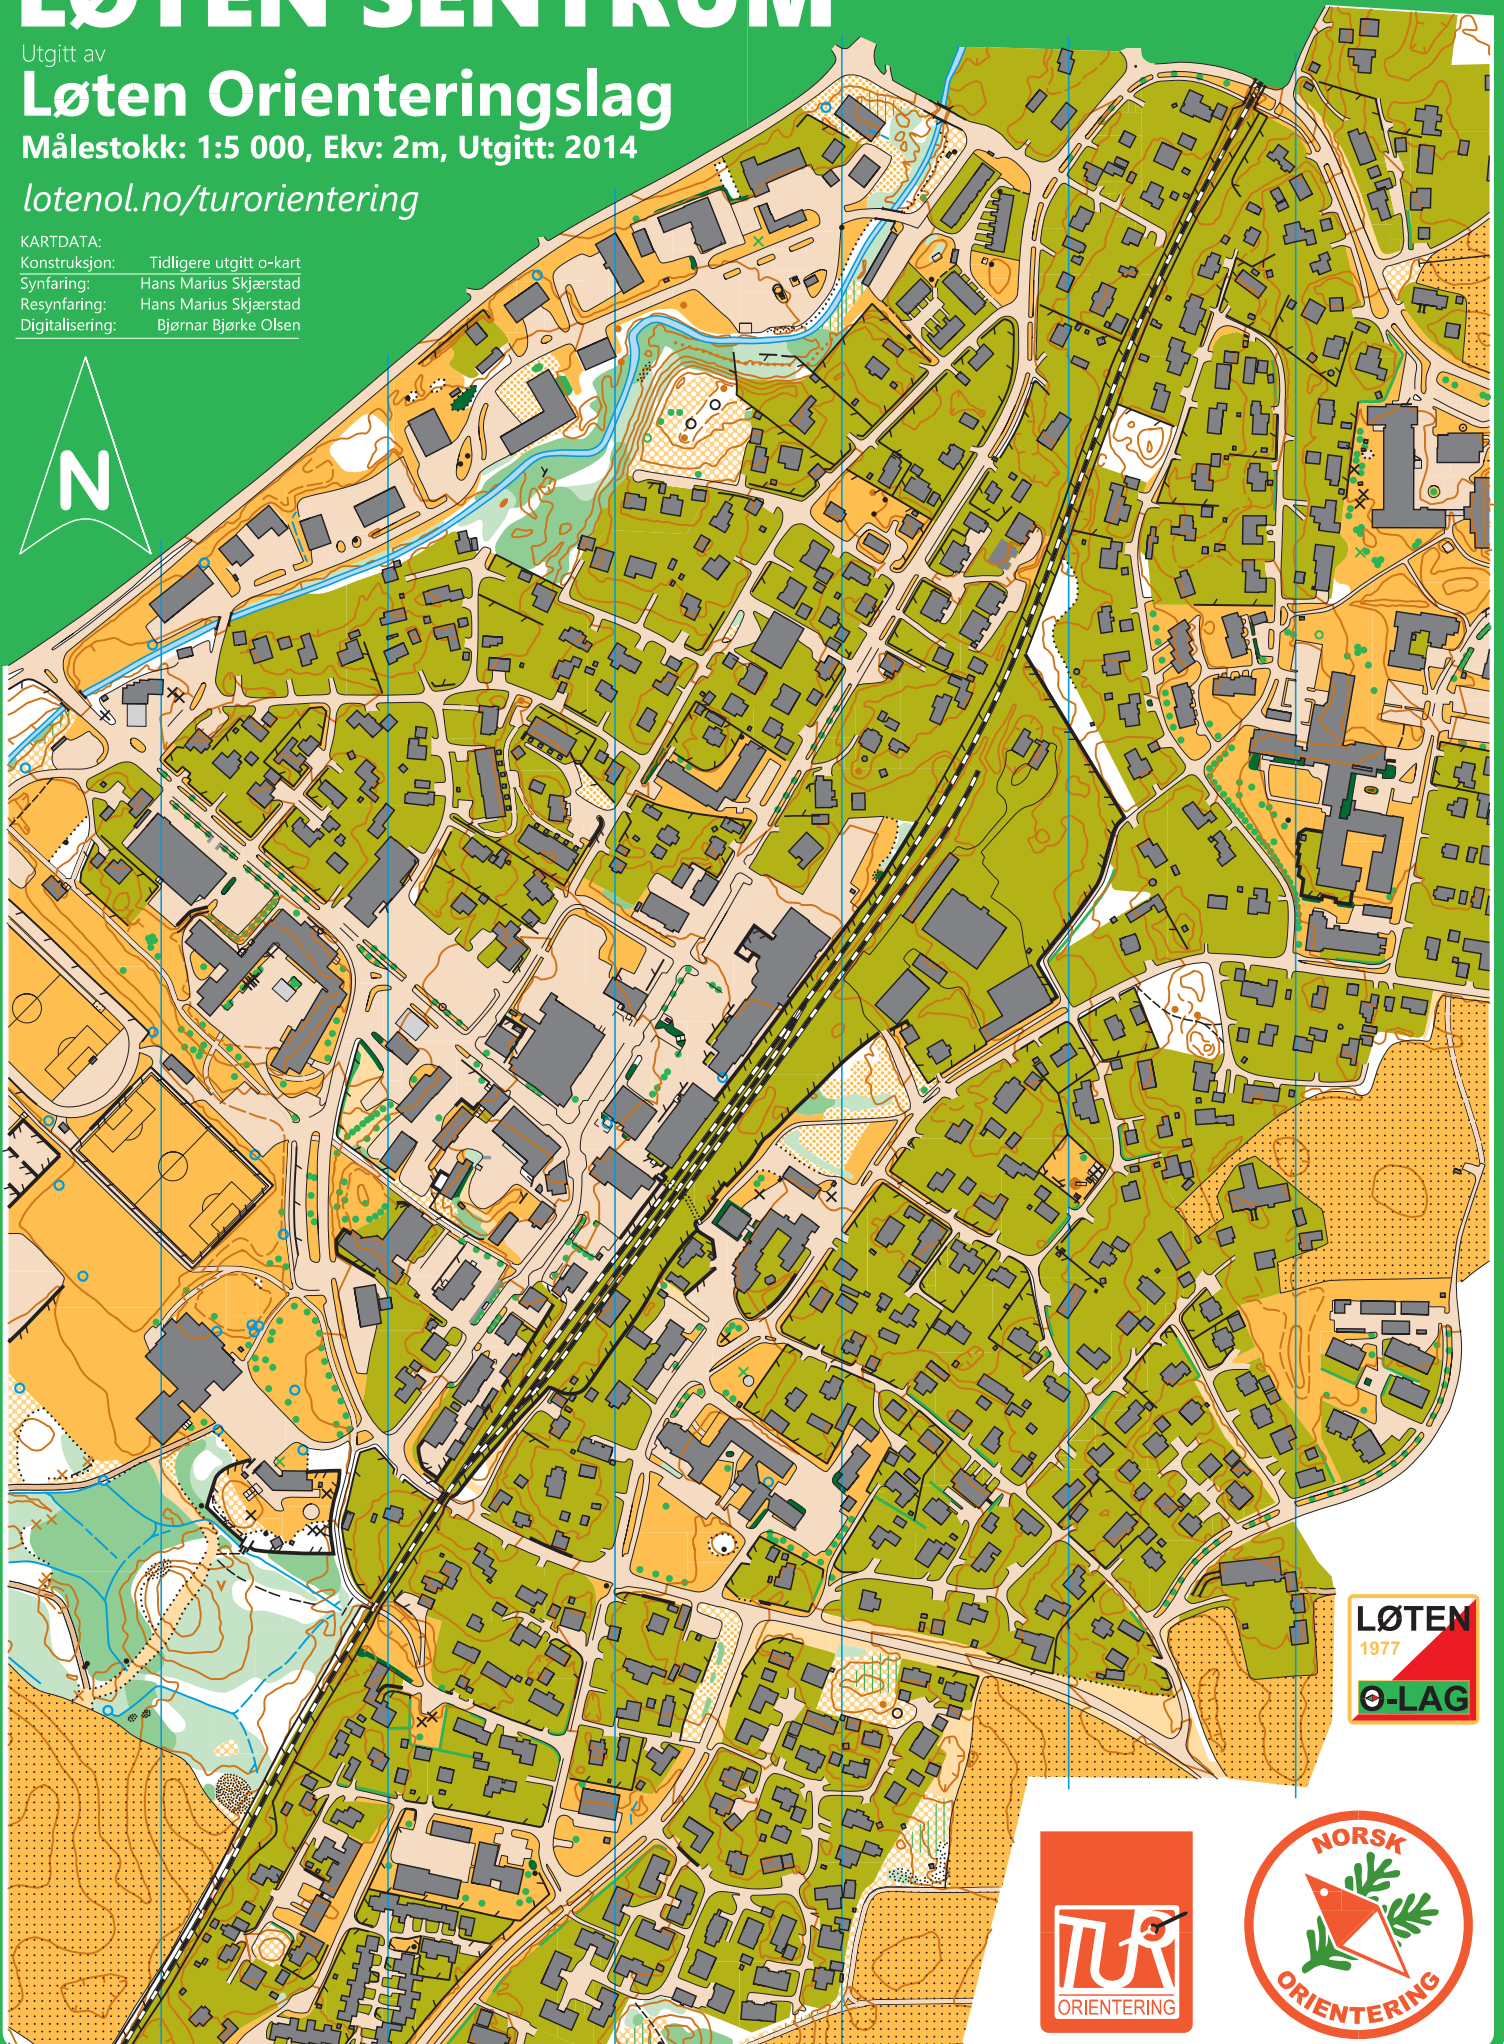 LØTEN SENTRUM
Utgitt av
Løten Orienteringslag
Målestokk: 1:5 000, Ekv: 2m, Utgitt: 2014
lotenol.no/turorientering
KARTDATA:
Konstruksjon: Tidligere utgitt o-kart
Synfaring: Hans Marius Skjærstad
Resynfaring: Hans Marius Skjærstad
Digitalisering: Bjørnar Bjørke Olsen
N
LØTEN
1977
O-LAG
TUR
ORIENTERING
NORSK
ORIENTERING